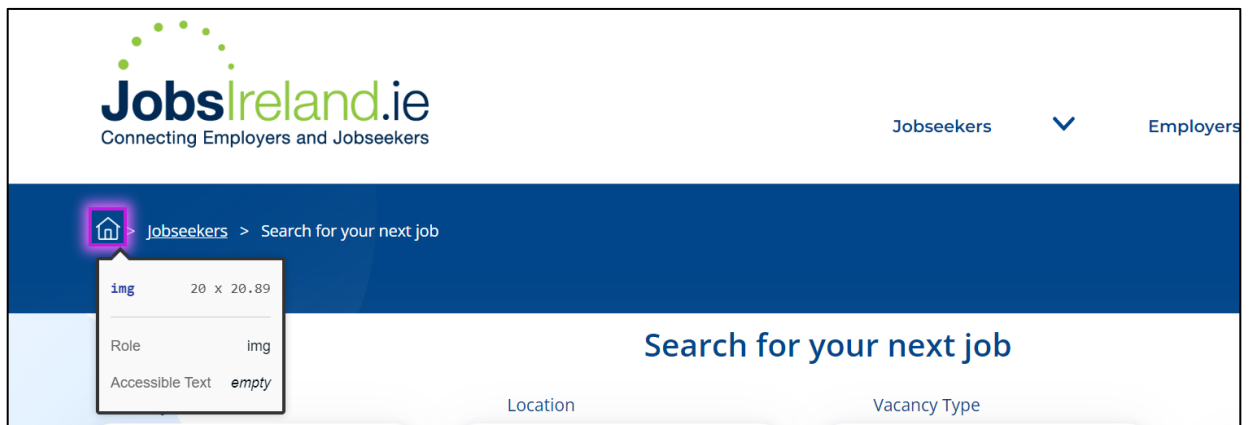 JobsIreland.ie
Connecting Employers and Jobseekers
Jobseekers
Employers
> Jobseekers > Search for your next job
img 20 x 20.89
Role img
Accessible Text empty
Search for your next job
Location
Vacancy Type